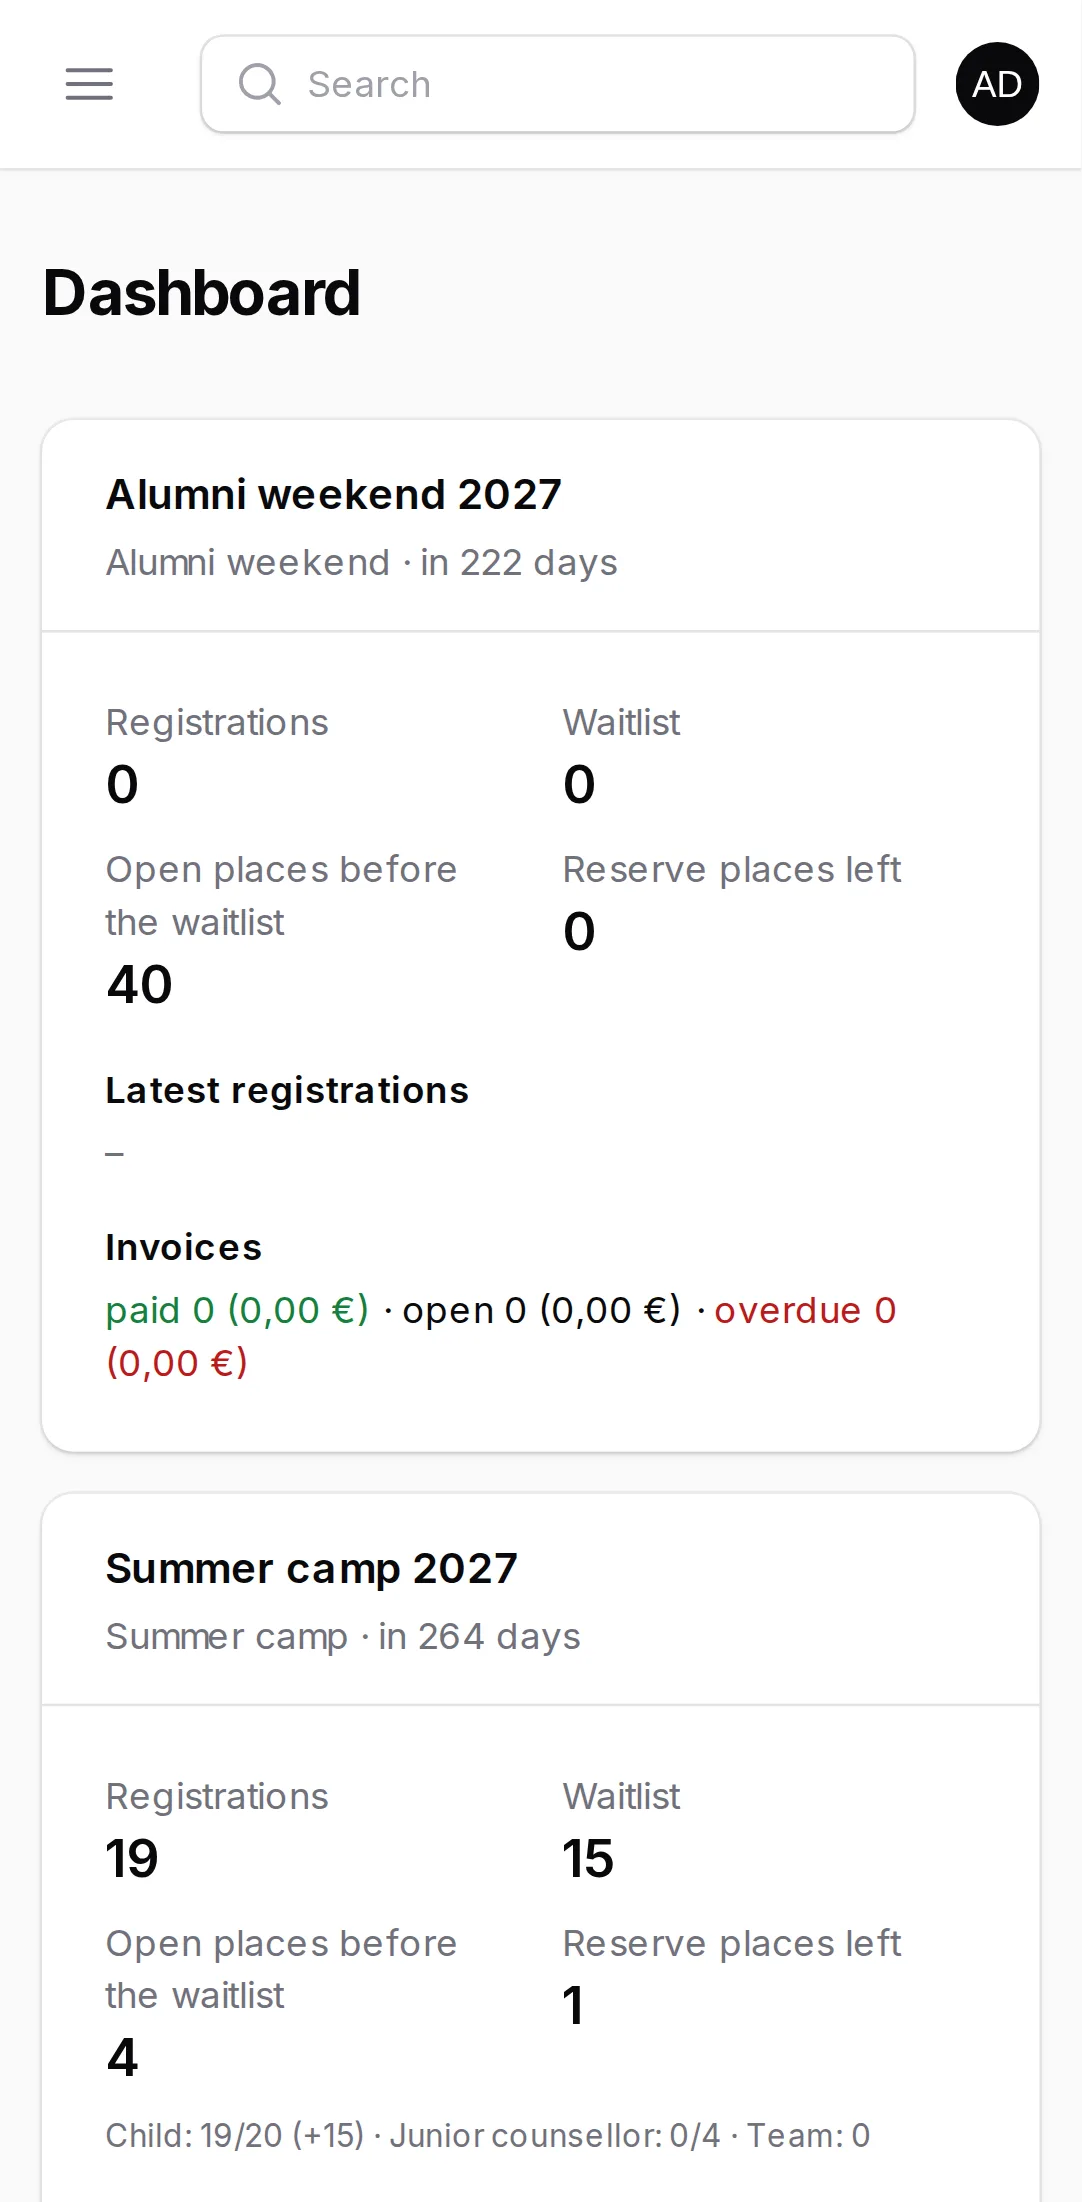 Search
AD
Dashboard
Alumni weekend 2027
Alumni weekend · in 222 days
Registrations
0
Waitlist
0
Open places before
the waitlist
40
Reserve places left
0
Latest registrations
–
Invoices
paid 0 (0,00 €) · open 0 (0,00 €) · overdue 0
(0,00 €)
Summer camp 2027
Summer camp · in 264 days
Registrations
19
Waitlist
15
Open places before
the waitlist
4
Reserve places left
1
Child: 19/20 (+15) · Junior counsellor: 0/4 · Team: 0